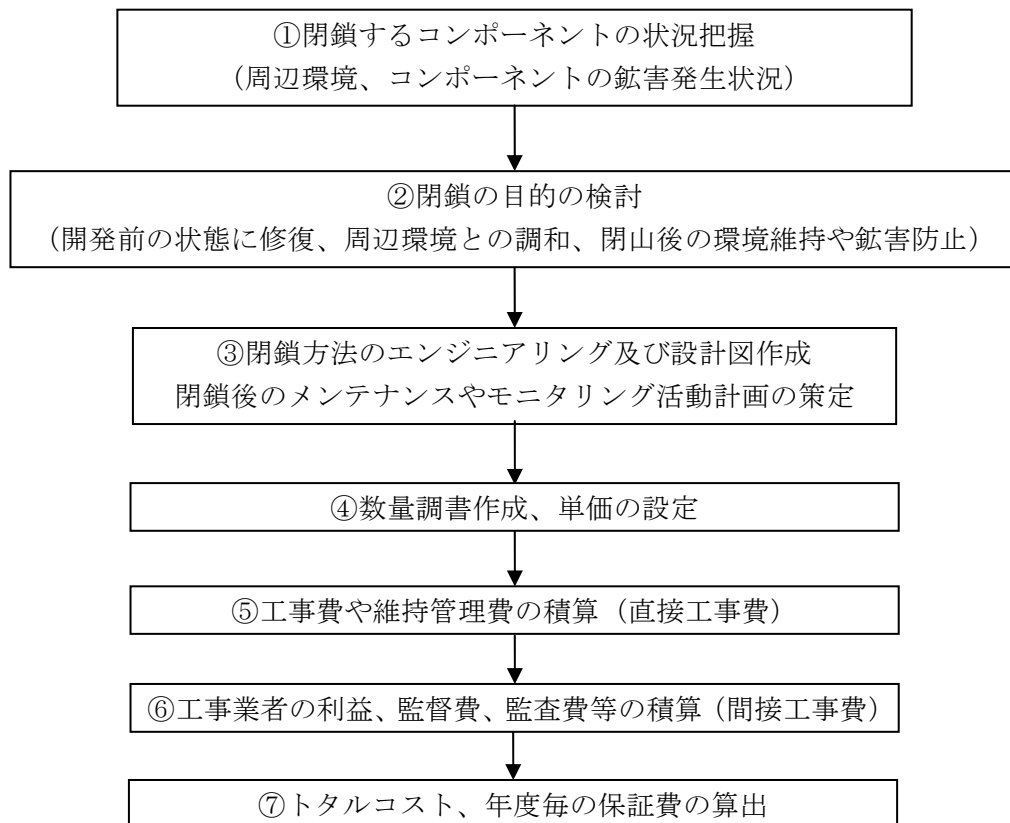 ①閉鎖するコンポーネントの状況把握
（周辺環境、コンポーネントの鉱害発生状況）
②閉鎖の目的の検討
（開発前の状態に修復、周辺環境との調和、閉山後の環境維持や鉱害防止）
③閉鎖方法のエンジニアリング及び設計図作成
閉鎖後のメンテナンスやモニタリング活動計画の策定
④数量調書作成、単価の設定
⑤工事費や維持管理費の積算（直接工事費）
⑥工事業者の利益、監督費、監査費等の積算（間接工事費）
⑦トタルコスト、年度毎の保証費の算出